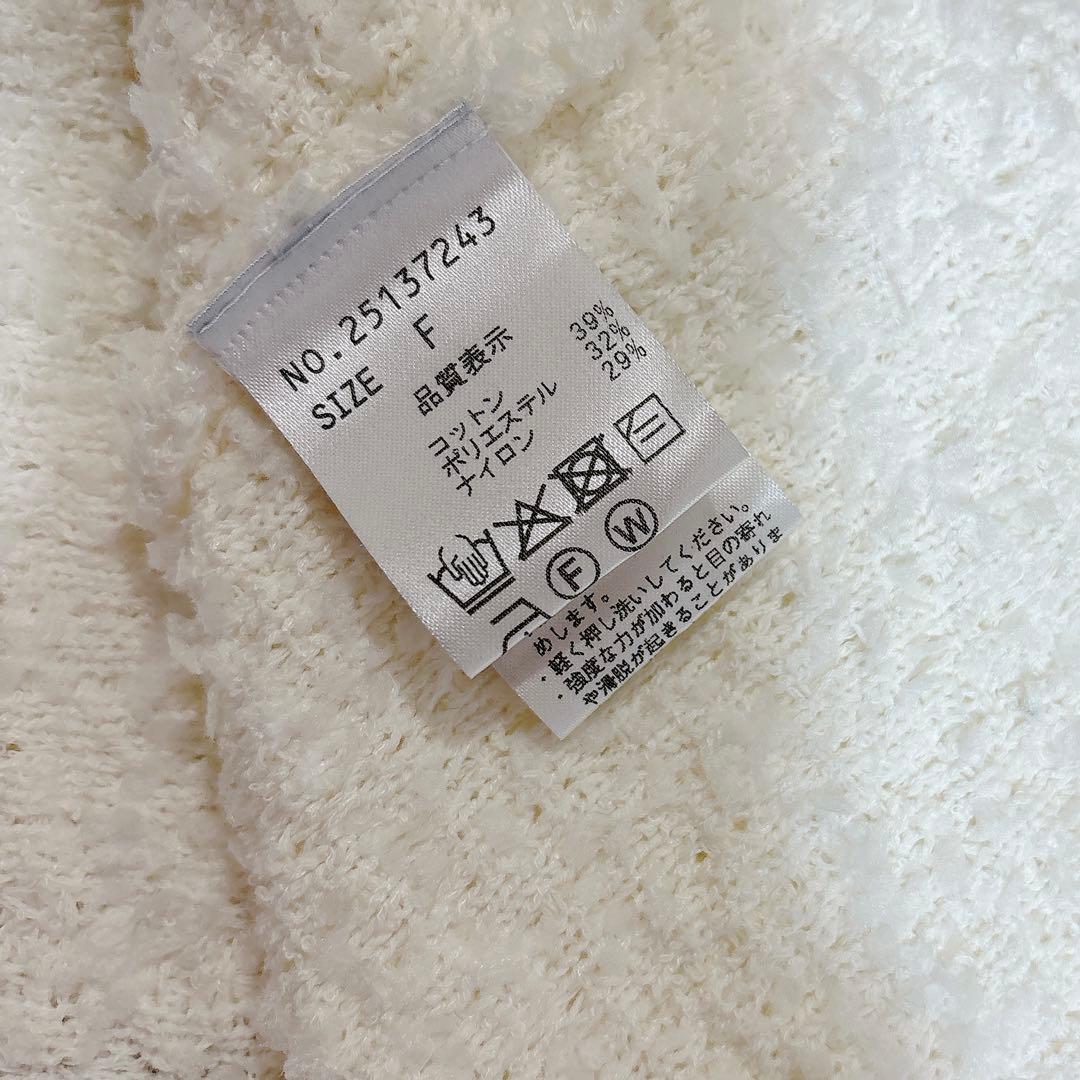 NO.25137243
SIZE F
品質表示
コットン 39%
ポリエステル 32%
ナイロン 29%
F W
めします。
・軽く押し洗いしてください。
・強度な力が加わると目の寄れ
や滑脱が起きることがありま